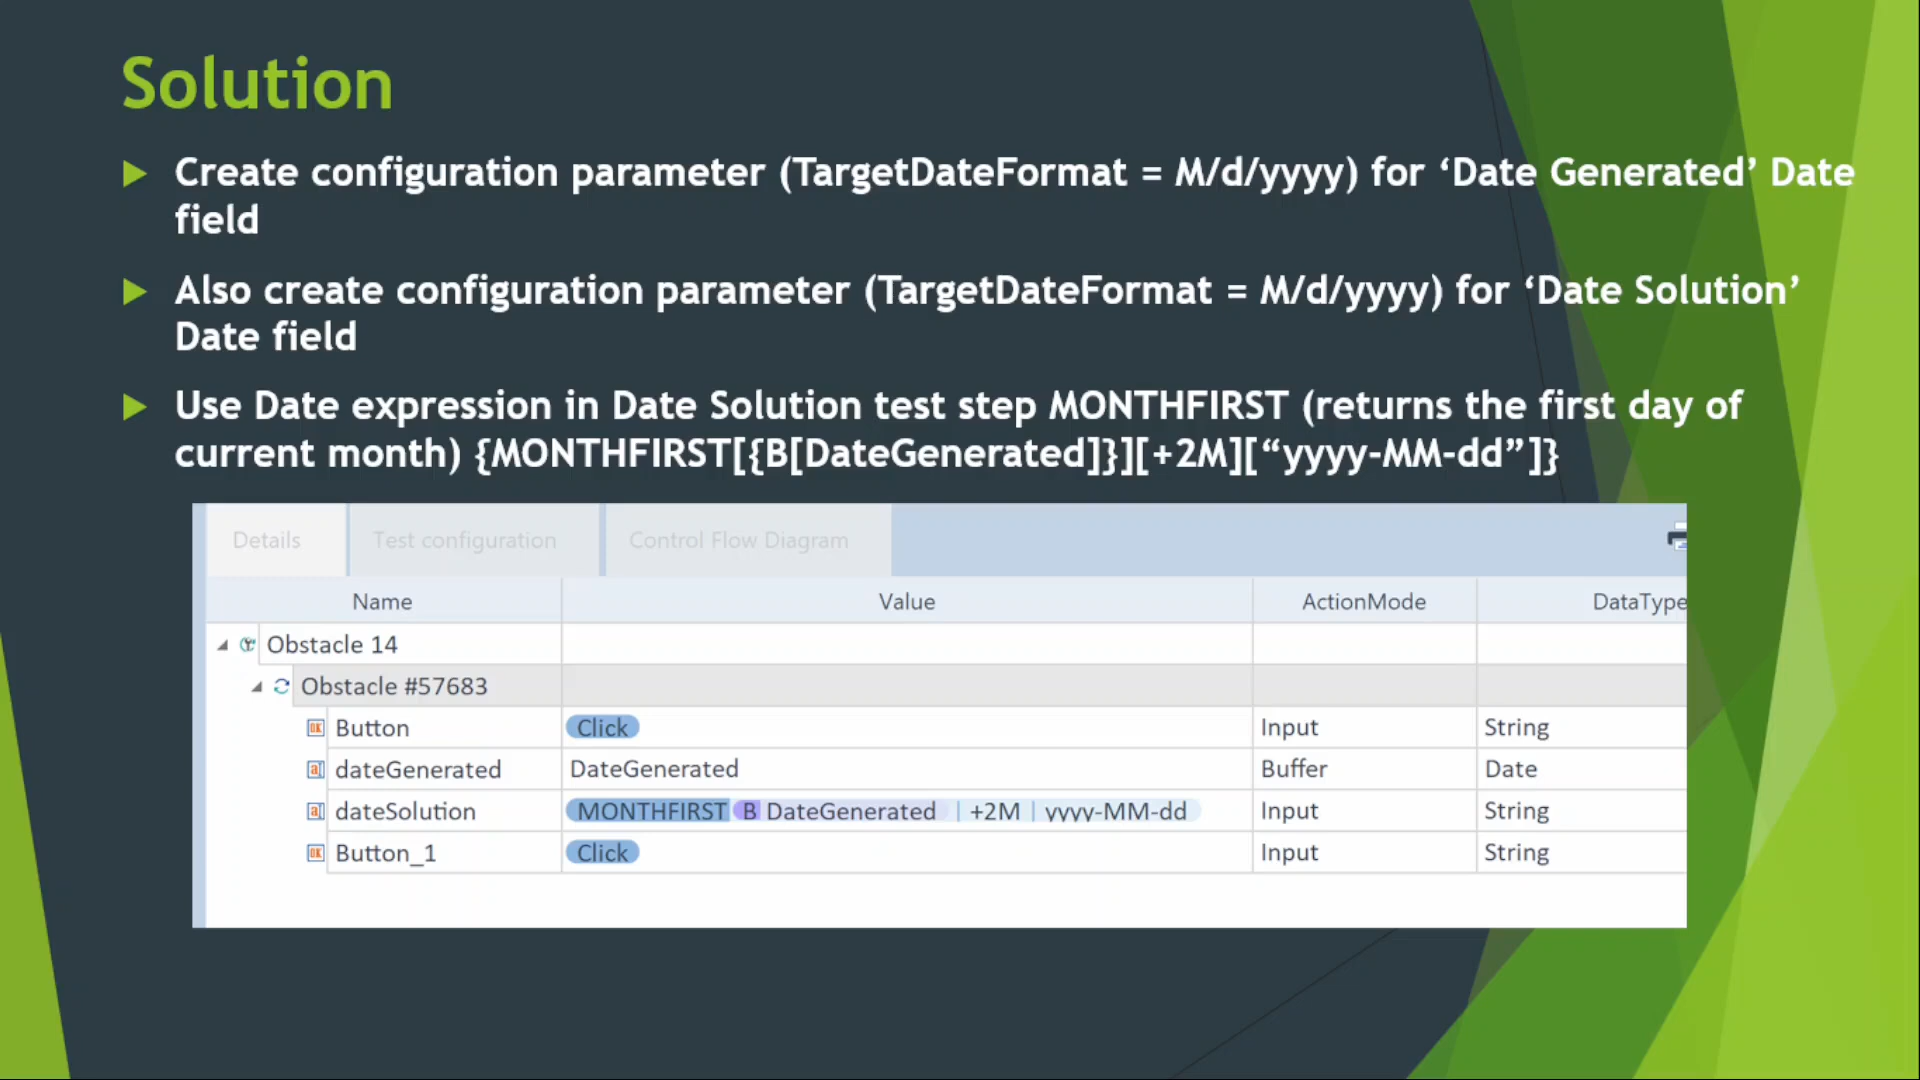 Solution
Create configuration parameter (TargetDateFormat = M/d/yyyy) for ‘Date Generated’ Date
field
Also create configuration parameter (TargetDateFormat = M/d/yyyy) for ‘Date Solution’
Date field
Use Date expression in Date Solution test step MONTHFIRST (returns the first day of
current month) {MONTHFIRST[{B[DateGenerated]}][+2M][“yyyy-MM-dd”]}
Details Test configuration Control Flow Diagram
Name Value ActionMode DataType
Obstacle 14
Obstacle #57683
Button Click Input String
dateGenerated DateGenerated Buffer Date
dateSolution MONTHFIRST B DateGenerated | +2M | yyyy-MM-dd Input String
Button_1 Click Input String